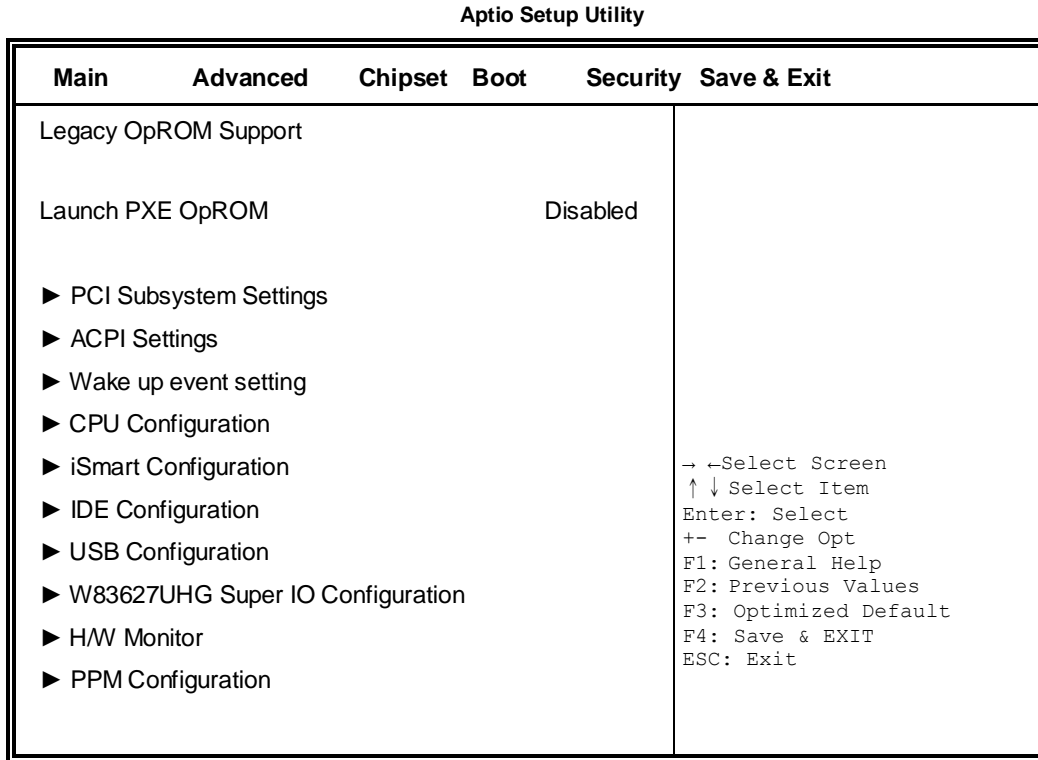 Aptio Setup Utility
Main Advanced Chipset Boot Security Save & Exit
Legacy OpROM Support
Launch PXE OpROM Disabled
► PCI Subsystem Settings
► ACPI Settings
► Wake up event setting
► CPU Configuration
► iSmart Configuration
► IDE Configuration
► USB Configuration
► W83627UHG Super IO Configuration
► H/W Monitor
► PPM Configuration
→ ←Select Screen
↑ ↓ Select Item
Enter: Select
+- Change Opt
F1: General Help
F2: Previous Values
F3: Optimized Default
F4: Save & EXIT
ESC: Exit